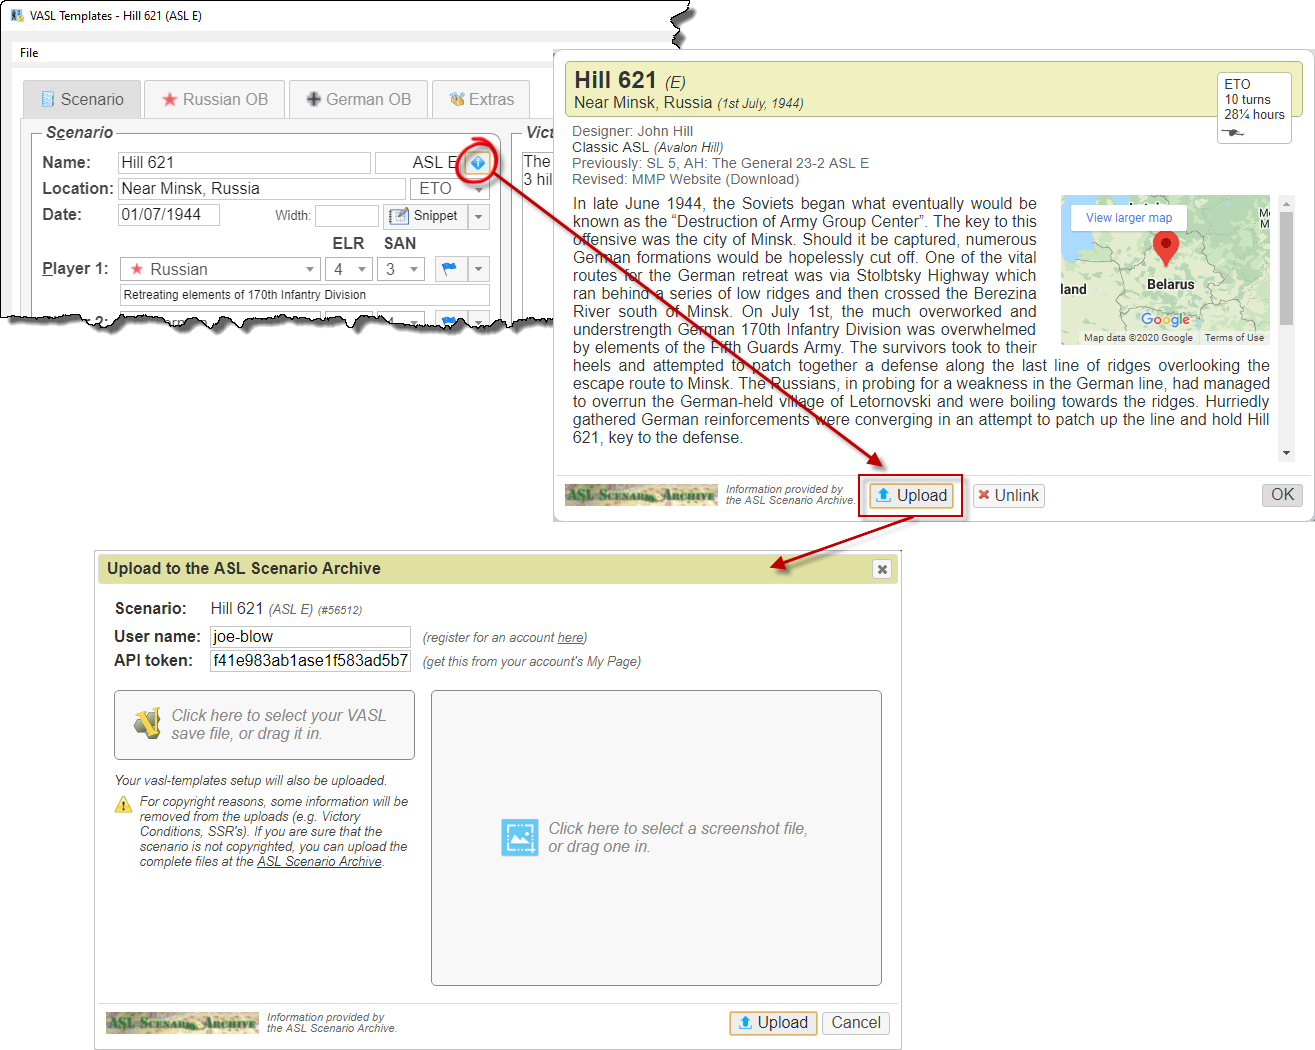 VASL Templates - Hill 621 (ASL E)
File
Scenario
Russian OB
German OB
Extras
Scenario
Name:
Hill 621
ASL E
Location:
Near Minsk, Russia
ETO
Date:
01/07/1944
Width:
Snippet
ELR
SAN
Player 1:
Russian
4
3
Retreating elements of 170th Infantry Division
Vict
The
3 hil
Hill 621 (E)
Near Minsk, Russia (1st July, 1944)
ETO
10 turns
28¼ hours
Designer: John Hill
Classic ASL (Avalon Hill)
Previously: SL 5, AH: The General 23-2 ASL E
Revised: MMP Website (Download)
In late June 1944, the Soviets began what eventually would be
known as the “Destruction of Army Group Center”. The key to this
offensive was the city of Minsk. Should it be captured, numerous
German formations would be hopelessly cut off. One of the vital
routes for the German retreat was via Stolbtsky Highway which
ran behind a series of low ridges and then crossed the Berezina
River south of Minsk. On July 1st, the much overworked and
understrength German 170th Infantry Division was overwhelmed
by elements of the Fifth Guards Army. The survivors took to their
heels and attempted to patch together a defense along the last line of ridges overlooking the
escape route to Minsk. The Russians, in probing for a weakness in the German line, had managed
to overrun the German-held village of Letornovski and were boiling towards the ridges. Hurriedly
gathered German reinforcements were converging in an attempt to patch up the line and hold Hill
621, key to the defense.
View larger map
Mo
M
land
Belarus
Google
Map data ©2020 Google
Terms of Use
ASL Scenario Archive
Information provided by
the ASL Scenario Archive.
Upload
Unlink
OK
Upload to the ASL Scenario Archive
Scenario:
Hill 621 (ASL E) (#56512)
User name:
joe-blow
(register for an account here)
API token:
f41e983ab1ase1f583ad5b7
(get this from your account's My Page)
Click here to select your VASL
save file, or drag it in.
Your vasl-templates setup will also be uploaded.
For copyright reasons, some information will be
removed from the uploads (e.g. Victory
Conditions, SSR's). If you are sure that the
scenario is not copyrighted, you can upload the
complete files at the ASL Scenario Archive.
Click here to select a screenshot file,
or drag one in.
ASL Scenario Archive
Information provided by
the ASL Scenario Archive.
Upload
Cancel